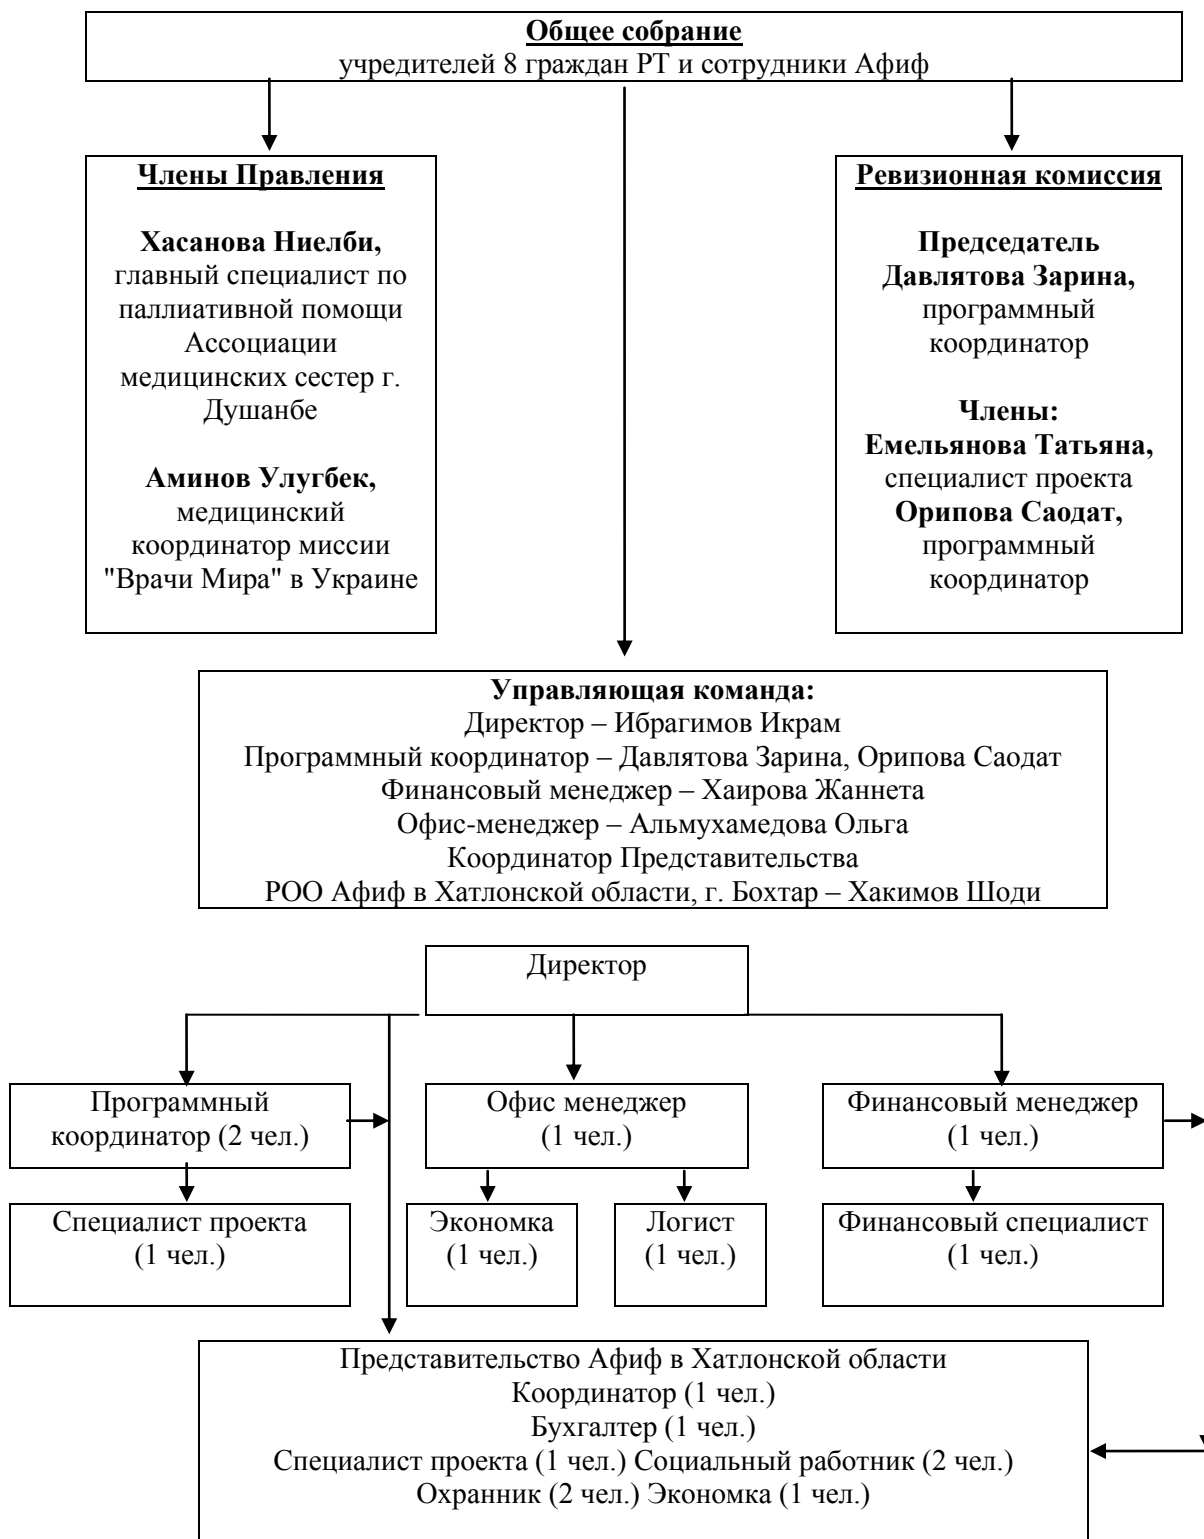 Общее собрание
учредителей 8 граждан РТ и сотрудники Афиф
Члены Правления
Хасанова Ниелби,
главный специалист по
паллиативной помощи
Ассоциации
медицинских сестер г.
Душанбе
Аминов Улугбек,
медицинский
координатор миссии
"Врачи Мира" в Украине
Ревизионная комиссия
Председатель
Давлятова Зарина,
программный
координатор
Члены:
Емельянова Татьяна,
специалист проекта
Орипова Саодат,
программный
координатор
Управляющая команда:
Директор – Ибрагимов Икрам
Программный координатор – Давлятова Зарина, Орипова Саодат
Финансовый менеджер – Хаирова Жаннета
Офис-менеджер – Альмухамедова Ольга
Координатор Представительства
РОО Афиф в Хатлонской области, г. Бохтар – Хакимов Шоди
Директор
Программный
координатор (2 чел.)
Офис менеджер
(1 чел.)
Финансовый менеджер
(1 чел.)
Специалист проекта
(1 чел.)
Экономка
(1 чел.)
Логист
(1 чел.)
Финансовый специалист
(1 чел.)
Представительство Афиф в Хатлонской области
Координатор (1 чел.)
Бухгалтер (1 чел.)
Специалист проекта (1 чел.) Социальный работник (2 чел.)
Охранник (2 чел.) Экономка (1 чел.)